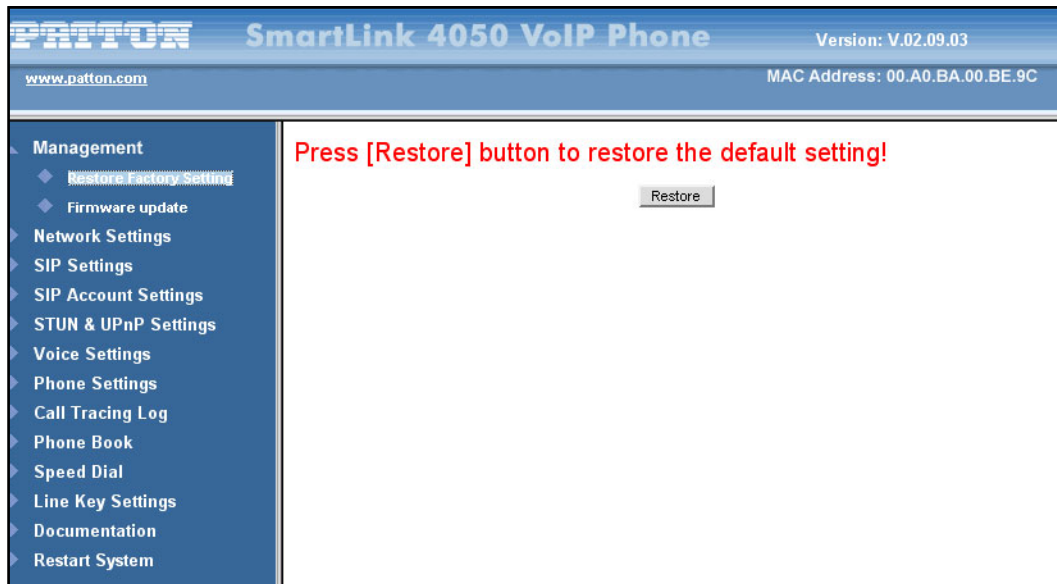 PATTON SmartLink 4050 VoIP Phone Version: V.02.09.03
www.patton.com MAC Address: 00.A0.BA.00.BE.9C
Management
Restore Factory Setting
Firmware update
Network Settings
SIP Settings
SIP Account Settings
STUN & UPnP Settings
Voice Settings
Phone Settings
Call Tracing Log
Phone Book
Speed Dial
Line Key Settings
Documentation
Restart System
Press [Restore] button to restore the default setting!
Restore